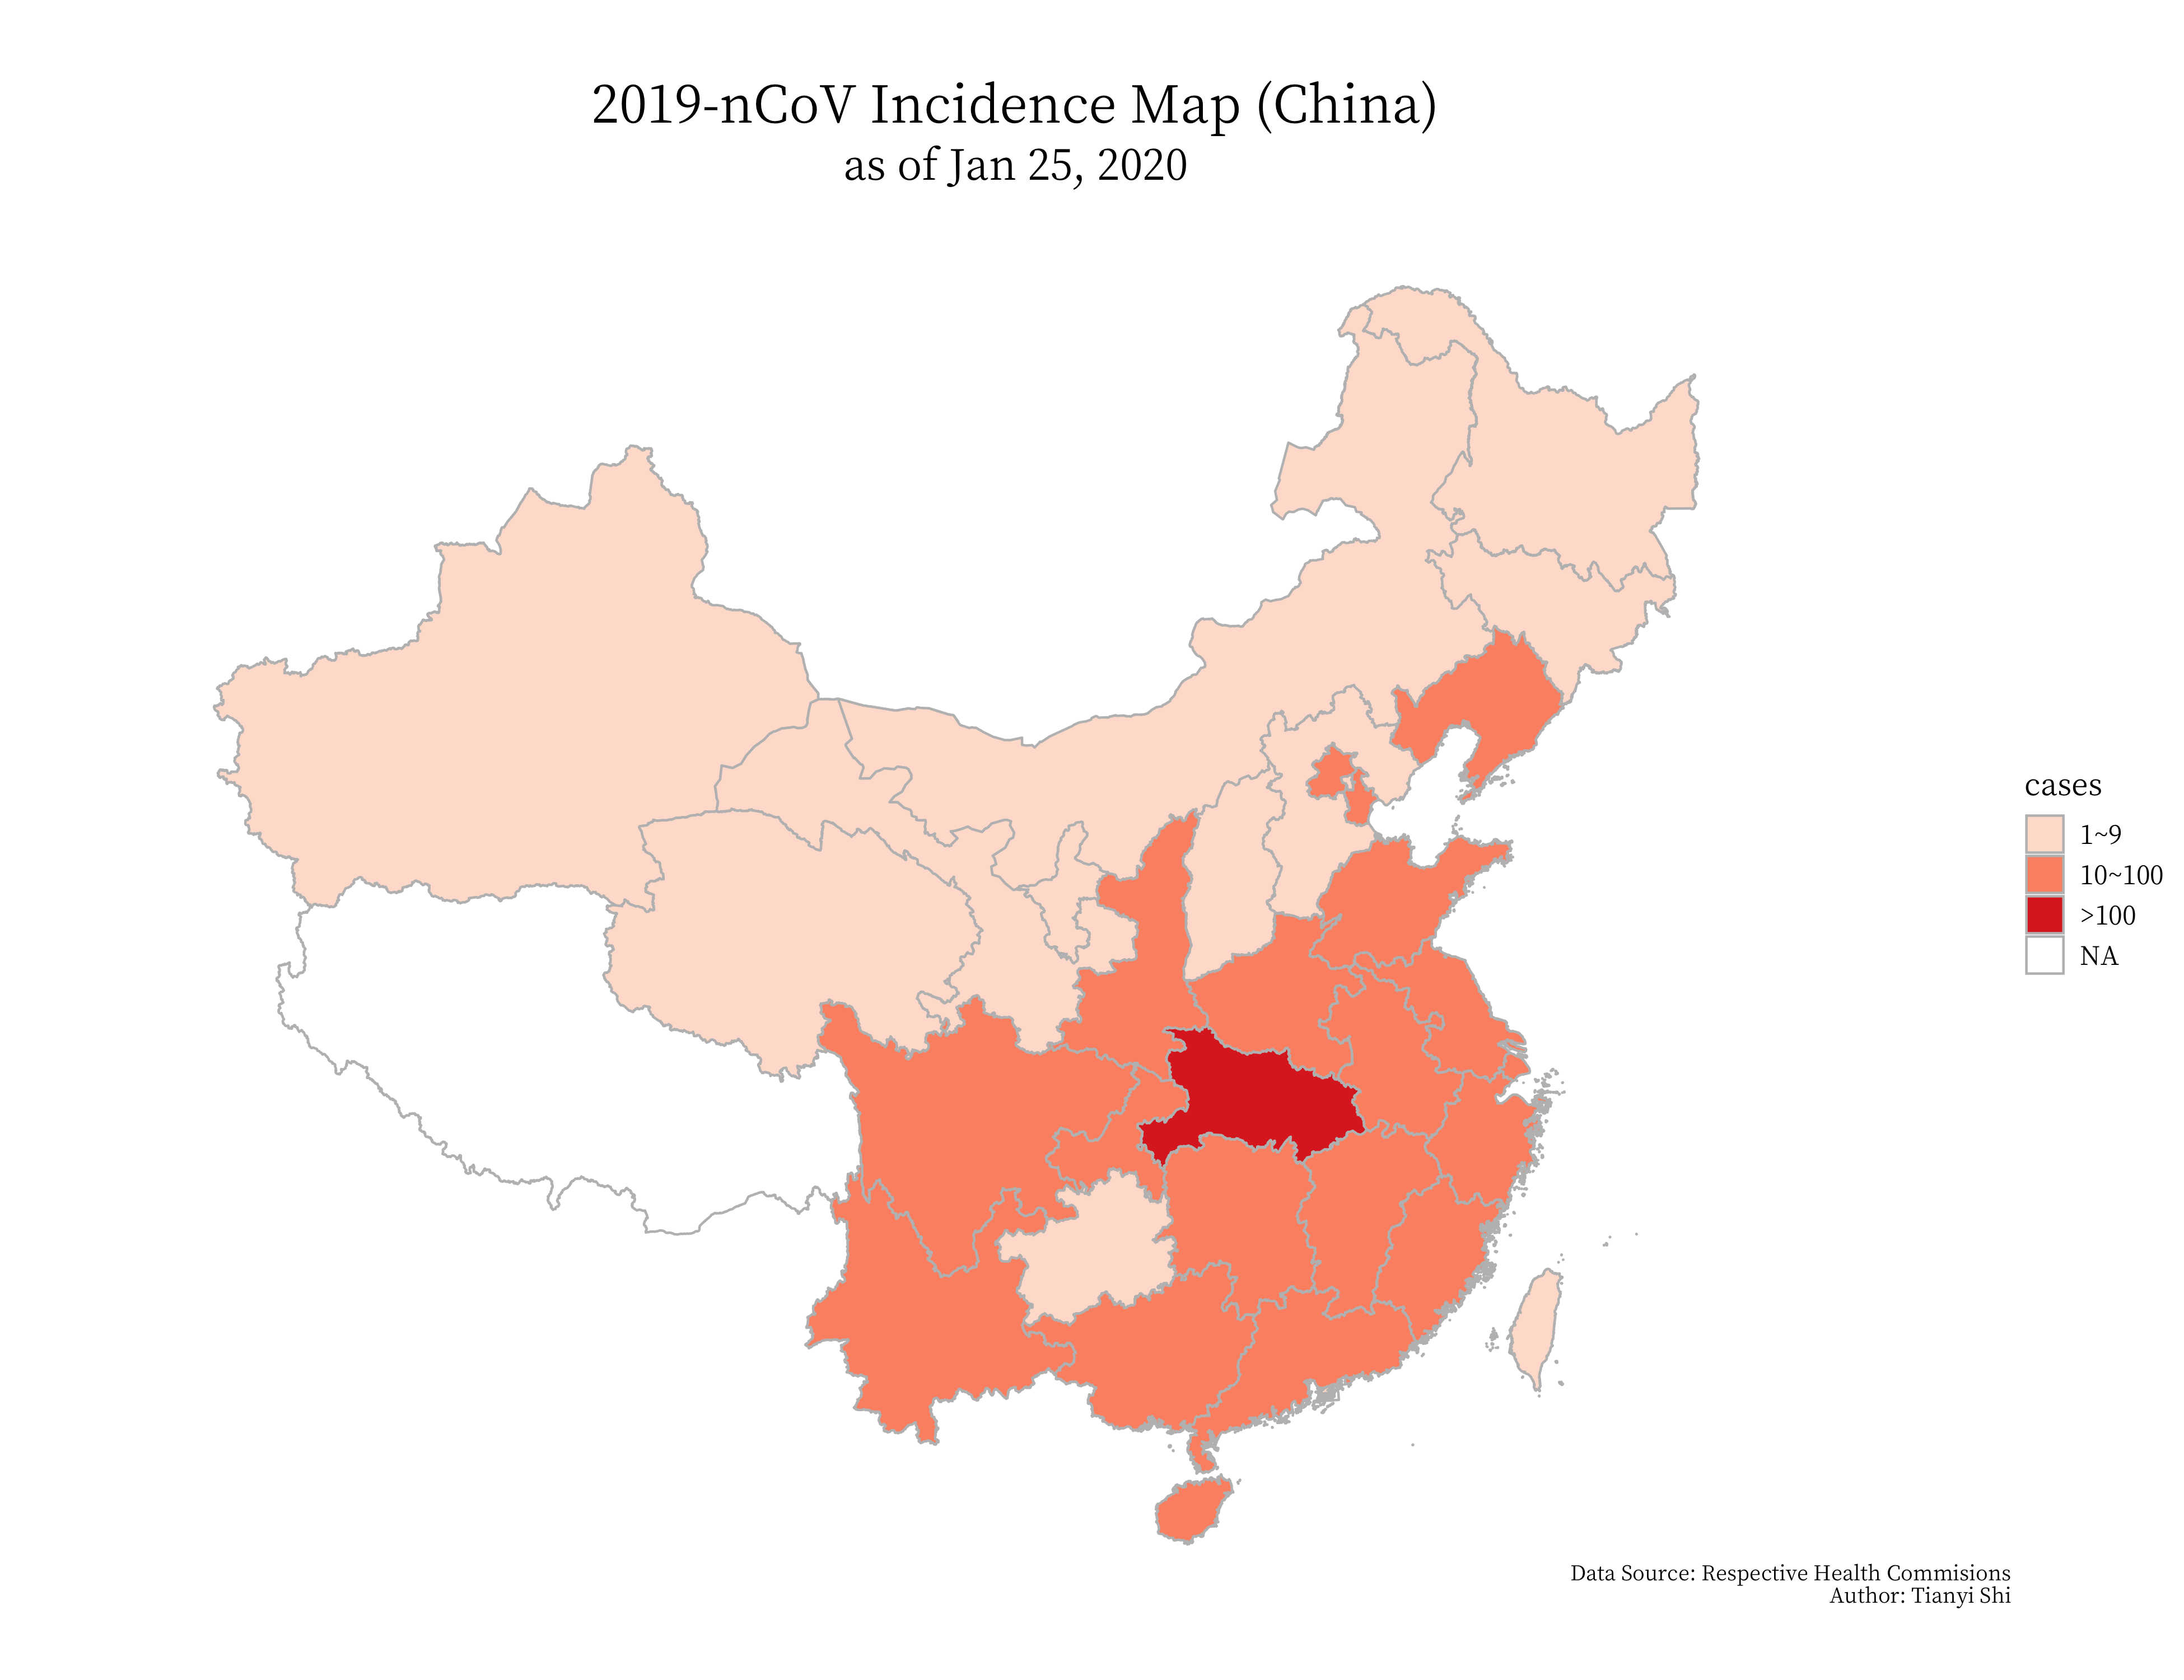 2019-nCoV Incidence Map (China)
as of Jan 25, 2020
cases
1~9
10~100
>100
NA
Data Source: Respective Health Commisions
Author: Tianyi Shi